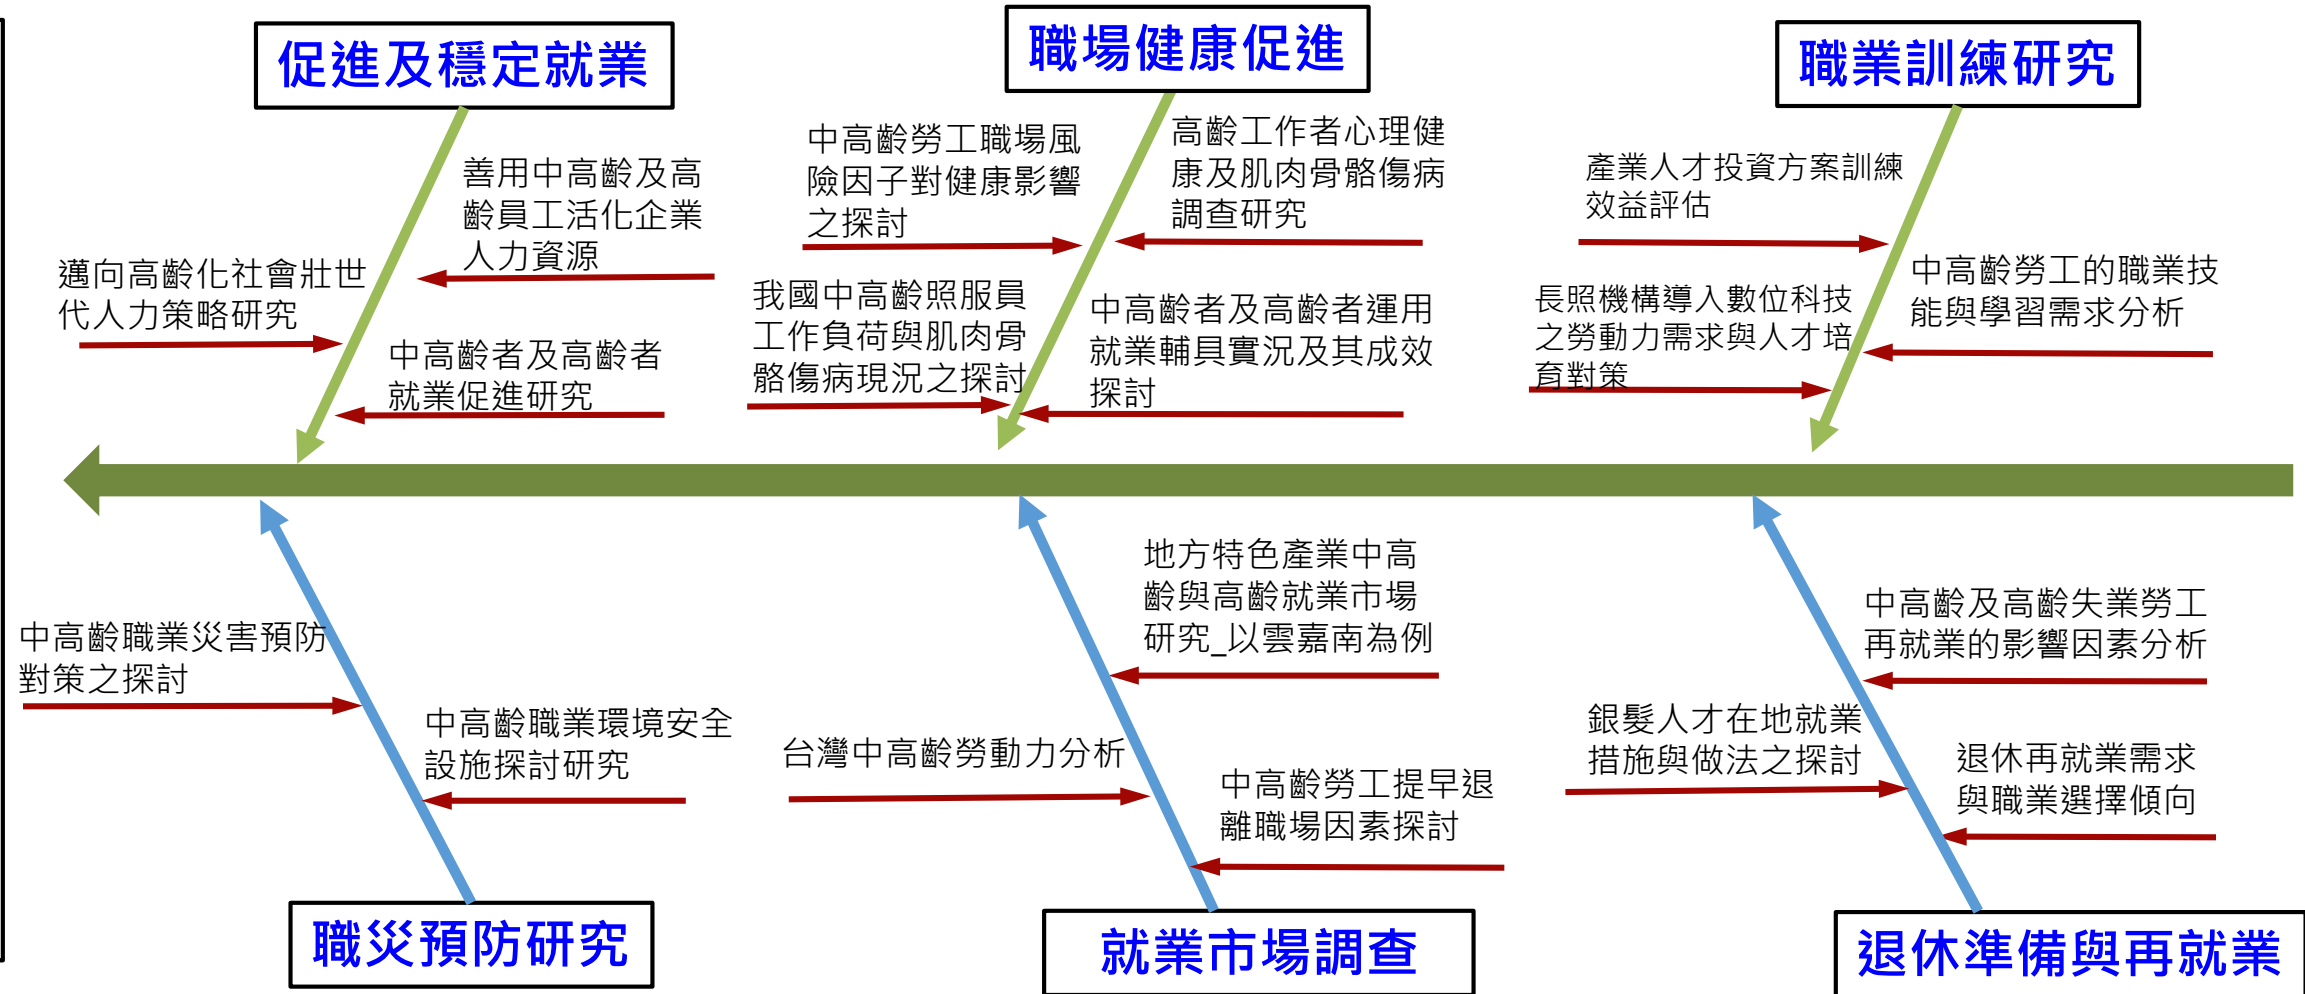 促進及穩定就業
善用中高齡及高
齡員工活化企業
人力資源
邁向高齡化社會壯世
代人力策略研究
中高齡者及高齡者
就業促進研究
職場健康促進
中高齡勞工職場風
險因子對健康影響
之探討
高齡工作者心理健
康及肌肉骨骼傷病
調查研究
我國中高齡照服員
工作負荷與肌肉骨
骼傷病現況之探討
中高齡者及高齡者運用
就業輔具實況及其成效
探討
職業訓練研究
產業人才投資方案訓練
效益評估
中高齡勞工的職業技
能與學習需求分析
長照機構導入數位科技
之勞動力需求與人才培
育對策
中高齡職業災害預防
對策之探討
中高齡職業環境安全
設施探討研究
職災預防研究
地方特色產業中高
齡與高齡就業市場
研究_以雲嘉南為例
台灣中高齡勞動力分析
中高齡勞工提早退
離職場因素探討
就業市場調查
中高齡及高齡失業勞工
再就業的影響因素分析
銀髮人才在地就業
措施與做法之探討
退休再就業需求
與職業選擇傾向
退休準備與再就業